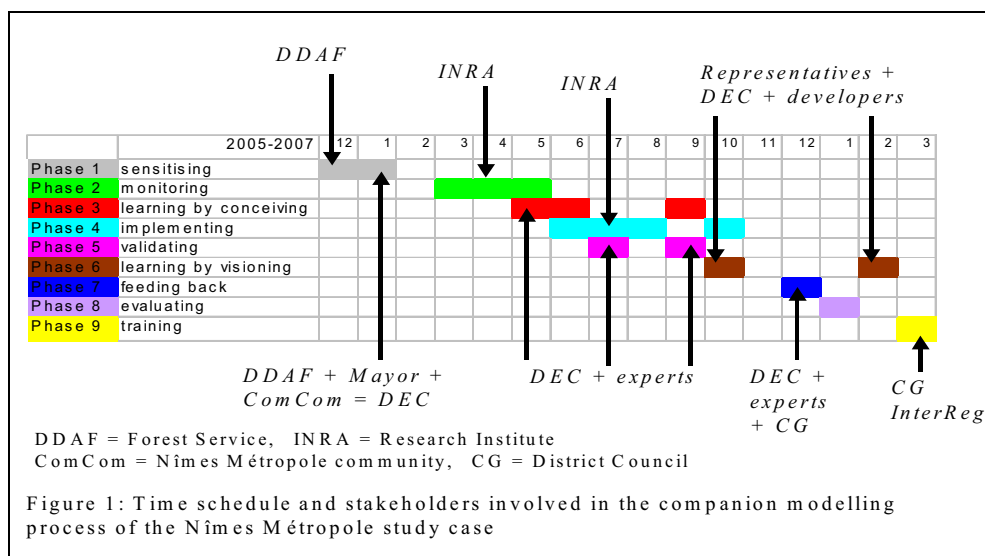 DDAF
INRA
INRA
Representatives +
DEC + developers
2005-2007 12 1 2 3 4 5 6 7 8 9 10 11 12 1 2 3
Phase 1 sensitising
Phase 2 monitoring
Phase 3 learning by conceiving
Phase 4 implementing
Phase 5 validating
Phase 6 learning by visioning
Phase 7 feeding back
Phase 8 evaluating
Phase 9 training
DDAF + Mayor +
ComCom = DEC
DEC + experts
DEC +
experts
+ CG
CG
InterReg
DDAF = Forest Service, INRA = Research Institute
ComCom = Nîmes Métropole community, CG = District Council
Figure 1: Time schedule and stakeholders involved in the companion modelling
process of the Nîmes Métropole study case